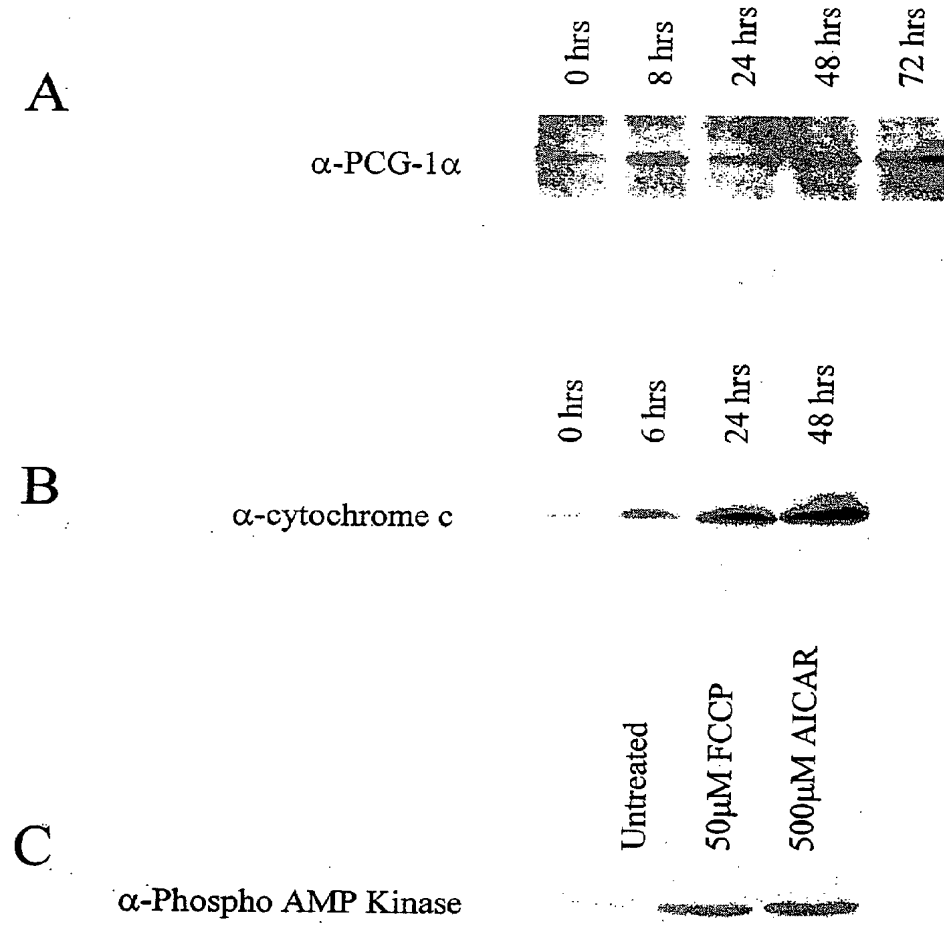 A
0 hrs
8 hrs
24 hrs
48 hrs
72 hrs
α-PCG-1α
B
0 hrs
6 hrs
24 hrs
48 hrs
α-cytochrome c
C
Untreated
50μM FCCP
500μM AICAR
α-Phospho AMP Kinase